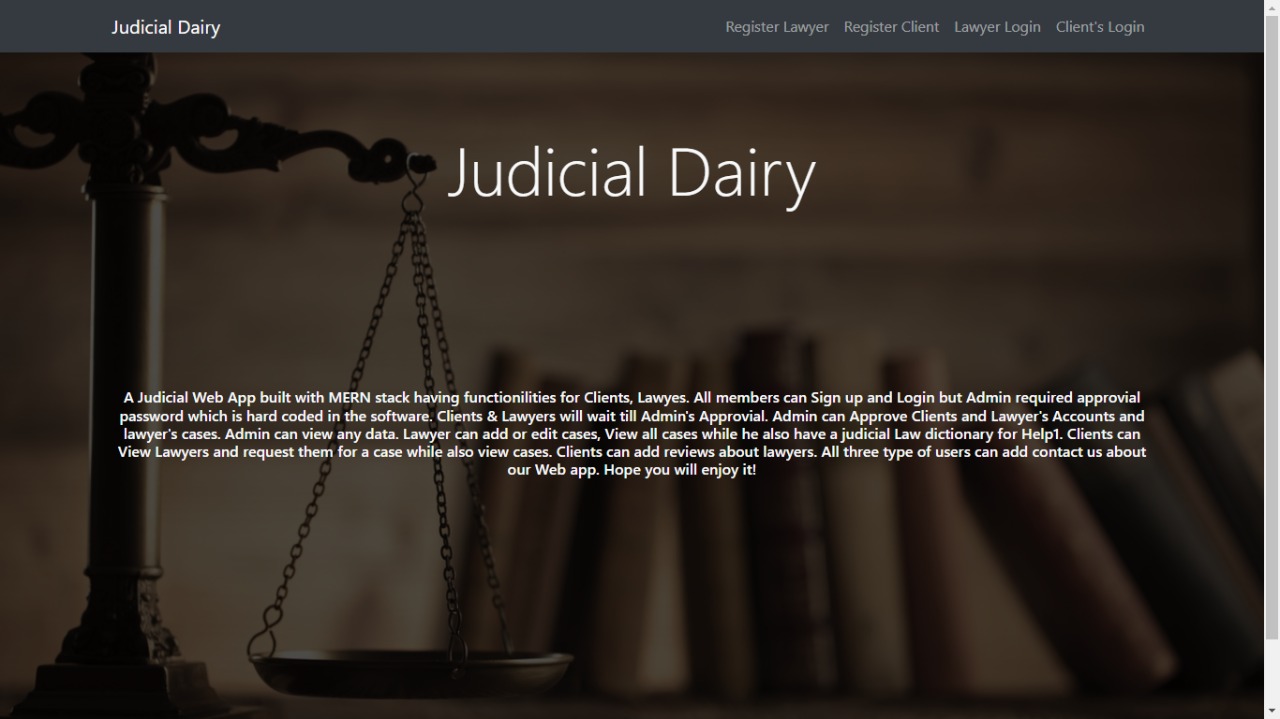 Judicial Dairy
Register Lawyer
Register Client
Lawyer Login
Client's Login
Judicial Dairy
A Judicial Web App built with MERN stack having functionilities for Clients, Lawyes. All members can Sign up and Login but Admin required approvial
password which is hard coded in the software. Clients & Lawyers will wait till Admin's Approvial. Admin can Approve Clients and Lawyer's Accounts and
lawyer's cases. Admin can view any data. Lawyer can add or edit cases, View all cases while he also have a judicial Law dictionary for Help1. Clients can
View Lawyers and request them for a case while also view cases. Clients can add reviews about lawyers. All three type of users can add contact us about
our Web app. Hope you will enjoy it!